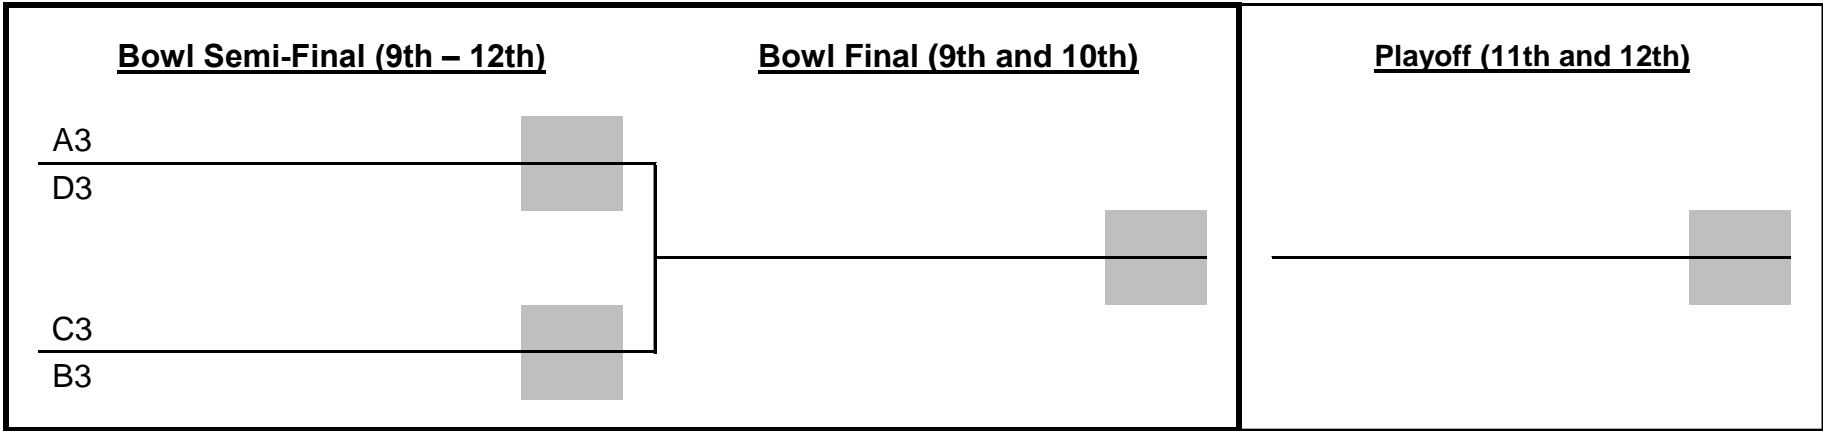 Bowl Semi-Final (9th – 12th)
Bowl Final (9th and 10th)
Playoff (11th and 12th)
A3
D3
C3
B3